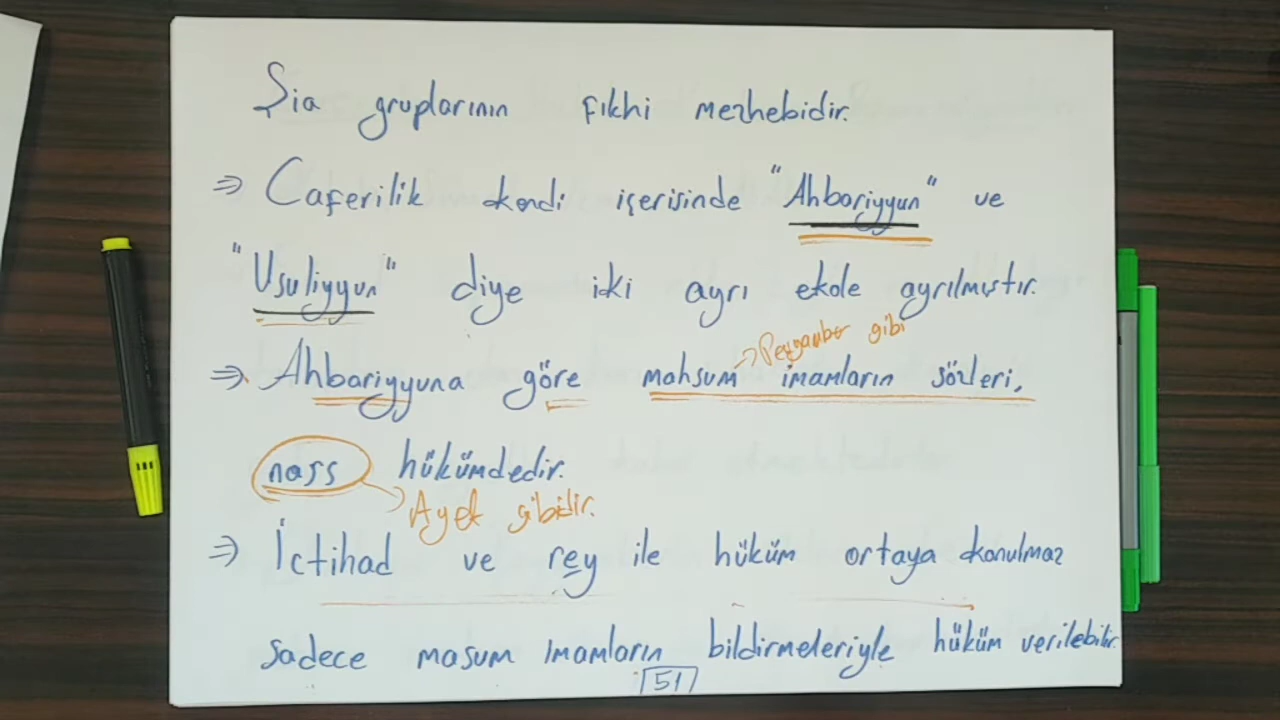 Şia gruplarının fıkhi mezhebidir.
⇒ Caferilik kendi içerisinde "Ahbariyyun" ve
"Usuliyyun" diye iki ayrı ekole ayrılmıştır.
→ Peygamber gibi
⇒ Ahbariyyuna göre mahsum imamların sözleri,
nass hükümdedir.
→ Ayet gibidir.
⇒ İctihad ve rey ile hüküm ortaya konulmaz
sadece masum imamların bildirmeleriyle hüküm verilebilir.
51